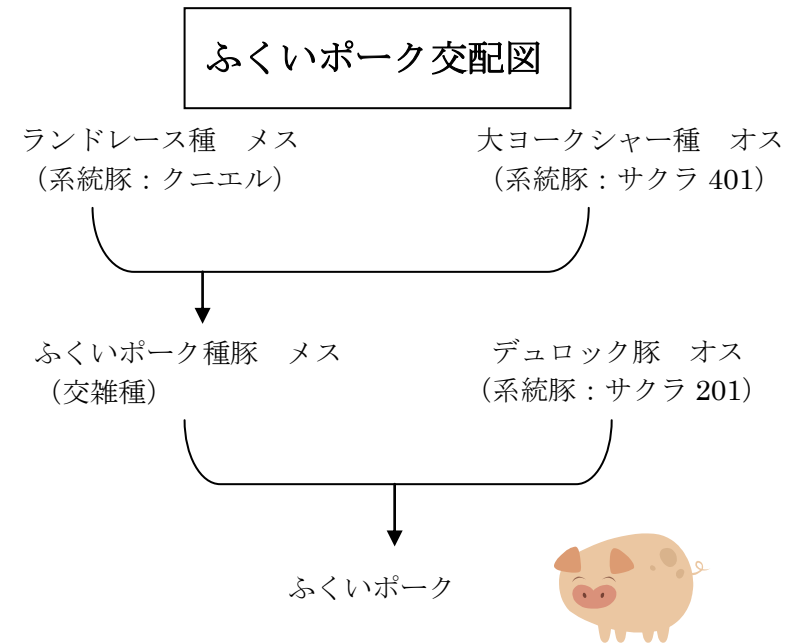 ふくいポーク交配図
ランドレース種　メス
（系統豚：クニエル）
大ヨークシャー種　オス
（系統豚：サクラ 401）
ふくいポーク種豚　メス
（交雑種）
デュロック豚　オス
（系統豚：サクラ 201）
ふくいポーク